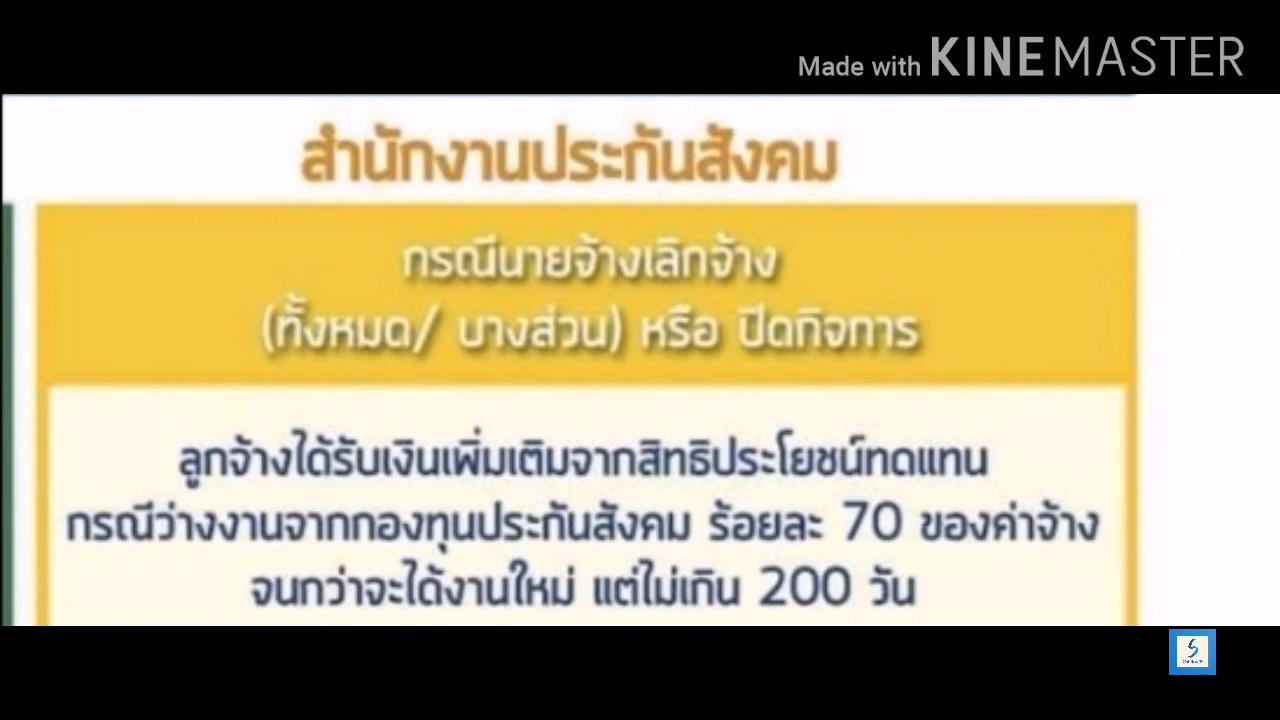 Made with KINEMASTER
สำนักงานประกันสังคม
กรณีนายจ้างเลิกจ้าง
(ทั้งหมด/ บางส่วน) หรือ ปิดกิจการ
ลูกจ้างได้รับเงินเพิ่มเติมจากสิทธิประโยชน์ทดแทน
กรณีว่างงานจากกองทุนประกันสังคม ร้อยละ 70 ของค่าจ้าง
จนกว่าจะได้งานใหม่ แต่ไม่เกิน 200 วัน